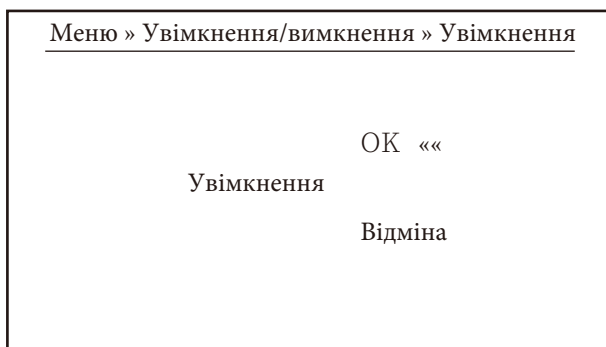 Меню » Увімкнення/вимкнення » Увімкнення
OK ««
Увімкнення
Відміна